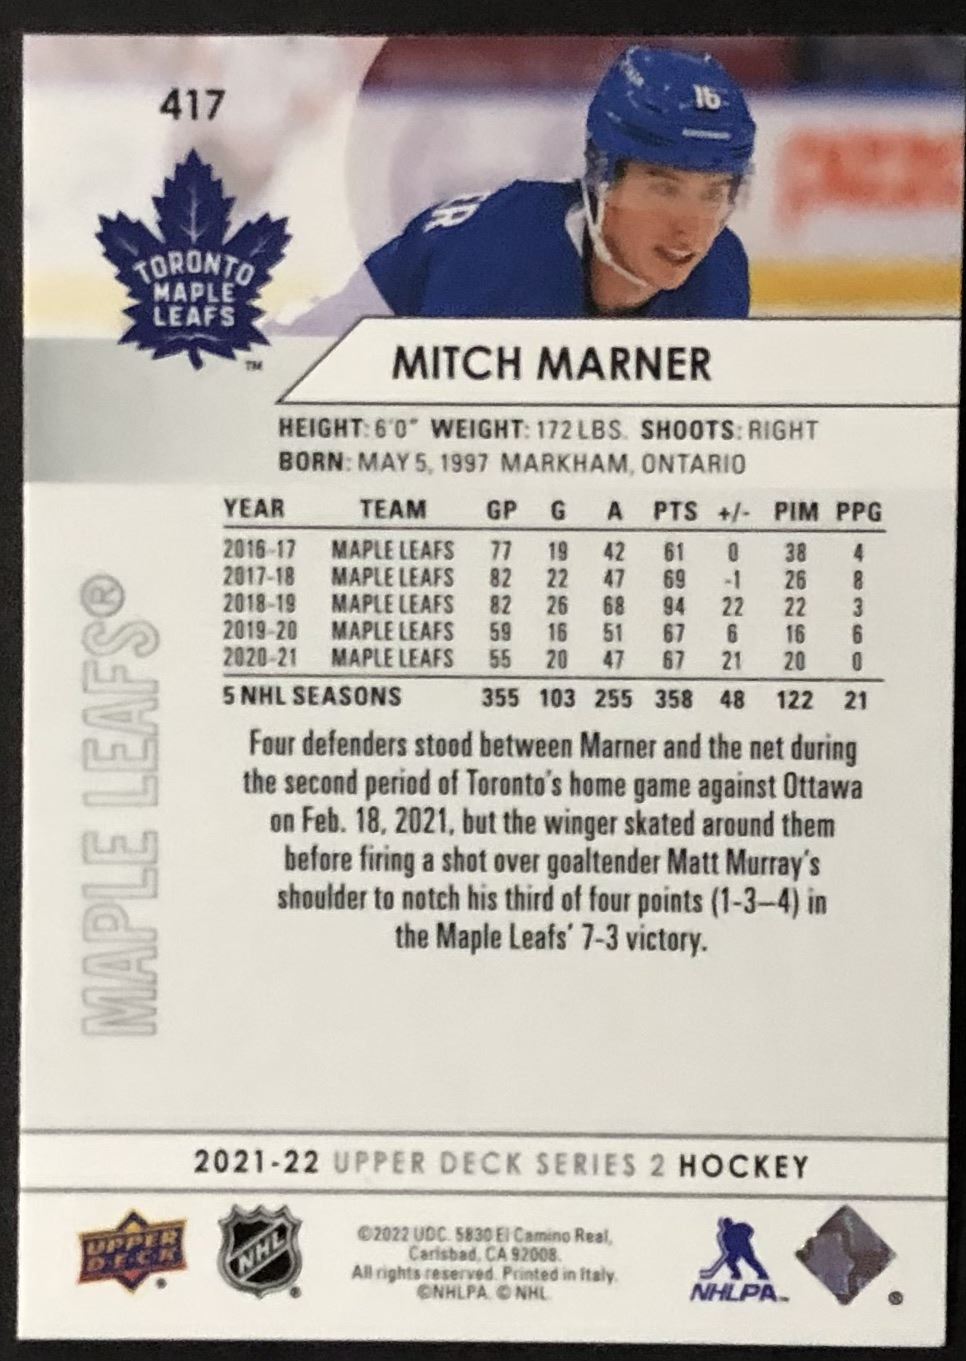 417
16
TORONTO
MAPLE
LEAFS
TM
MITCH MARNER
HEIGHT: 6'0" WEIGHT: 172 LBS. SHOOTS: RIGHT
BORN: MAY 5, 1997 MARKHAM, ONTARIO
YEAR TEAM GP G A PTS +/- PIM PPG
2016-17 MAPLE LEAFS 77 19 42 61 0 38 4
2017-18 MAPLE LEAFS 82 22 47 69 -1 26 8
2018-19 MAPLE LEAFS 82 26 68 94 22 22 3
2019-20 MAPLE LEAFS 59 16 51 67 6 16 6
2020-21 MAPLE LEAFS 55 20 47 67 21 20 0
5 NHL SEASONS 355 103 255 358 48 122 21
MAPLE LEAFS®
Four defenders stood between Marner and the net during
the second period of Toronto's home game against Ottawa
on Feb. 18, 2021, but the winger skated around them
before firing a shot over goaltender Matt Murray's
shoulder to notch his third of four points (1-3–4) in
the Maple Leafs' 7-3 victory.
2021-22 UPPER DECK SERIES 2 HOCKEY
UPPER
DECK
®
NHL
®
©2022 UDC. 5830 El Camino Real,
Carlsbad, CA 92008.
All rights reserved. Printed in Italy.
©NHLPA. © NHL
NHLPA™